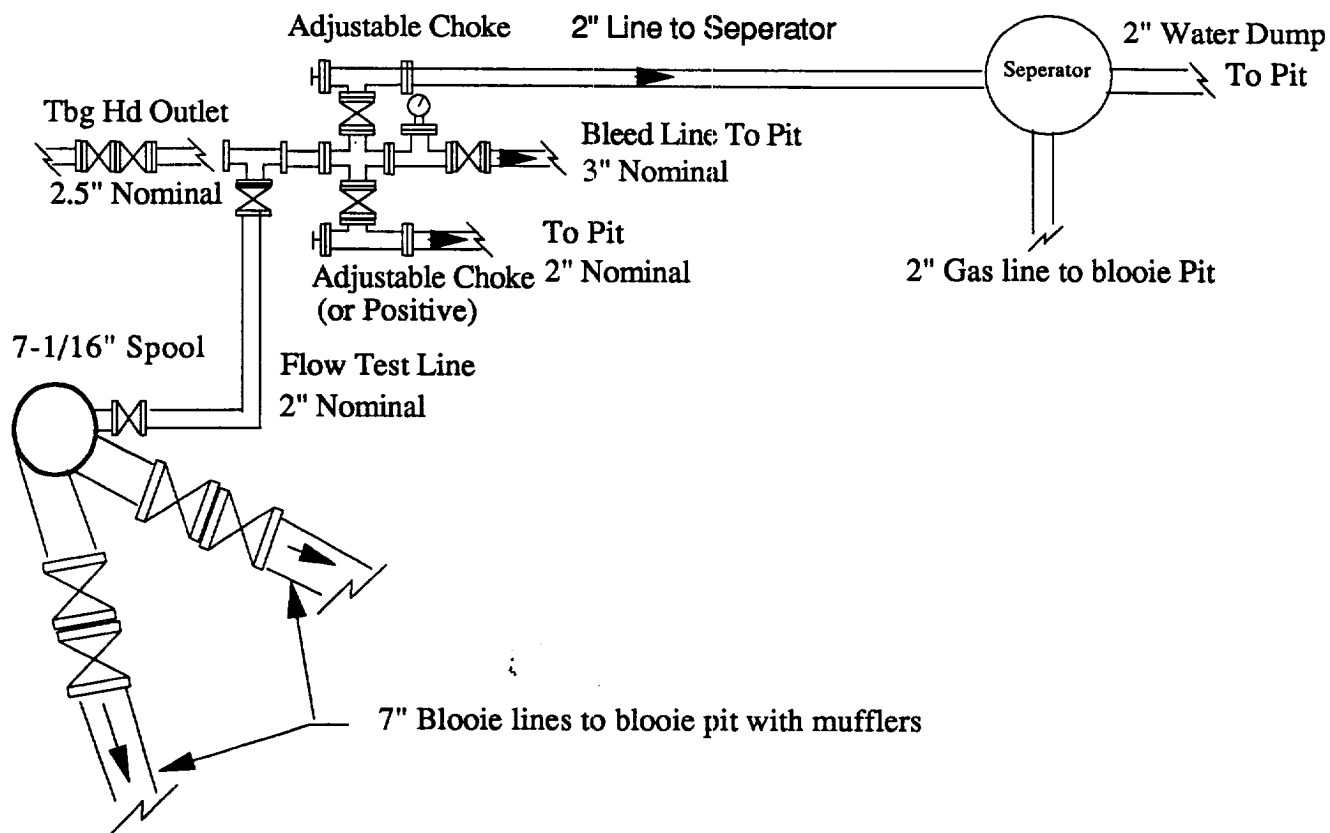 Adjustable Choke
2" Line to Seperator
2" Water Dump
To Pit
Seperator
Tbg Hd Outlet
2.5" Nominal
Bleed Line To Pit
3" Nominal
To Pit
2" Nominal
Adjustable Choke
(or Positive)
2" Gas line to blooie Pit
7-1/16" Spool
Flow Test Line
2" Nominal
7" Blooie lines to blooie pit with mufflers